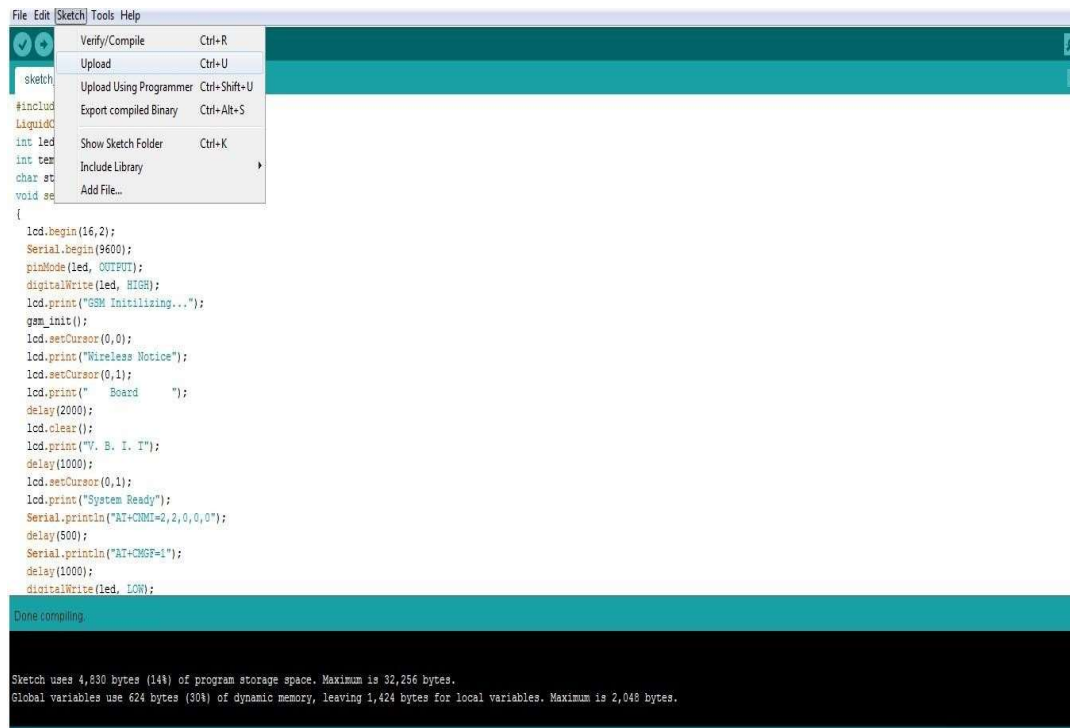 File Edit Sketch Tools Help
Verify/Compile Ctrl+R
Upload Ctrl+U
Upload Using Programmer Ctrl+Shift+U
Export compiled Binary Ctrl+Alt+S
Show Sketch Folder Ctrl+K
Include Library
Add File...
sketch
#includ
LiquidC
int led
int tem
char st
void se
{
lcd.begin(16,2);
Serial.begin(9600);
pinMode(led, OUTPUT);
digitalWrite(led, HIGH);
lcd.print("GSM Initilizing...");
gsm_init();
lcd.setCursor(0,0);
lcd.print("Wireless Notice");
lcd.setCursor(0,1);
lcd.print("   Board      ");
delay(2000);
lcd.clear();
lcd.print("V. B. I. T");
delay(1000);
lcd.setCursor(0,1);
lcd.print("System Ready");
Serial.println("AT+CNMI=2,2,0,0,0");
delay(500);
Serial.println("AT+CMGF=1");
delay(1000);
digitalWrite(led, LOW);
Done compiling.
Sketch uses 4,830 bytes (14%) of program storage space. Maximum is 32,256 bytes.
Global variables use 624 bytes (30%) of dynamic memory, leaving 1,424 bytes for local variables. Maximum is 2,048 bytes.